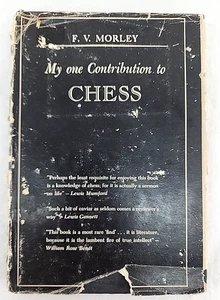 F. V. MORLEY
My one Contribution to
CHESS
"Perhaps the least requisite for enjoying this book
is a knowledge of chess, for it is actually a sermon
on life" – Lewis Mumford
"Such a bit of caviar as seldom comes a reviewer's
way" – Lewis Gannett
"This book is a most rare 'find' . . . it is literature,
because it is the lambent fire of true intellect" –
William Rose Benét